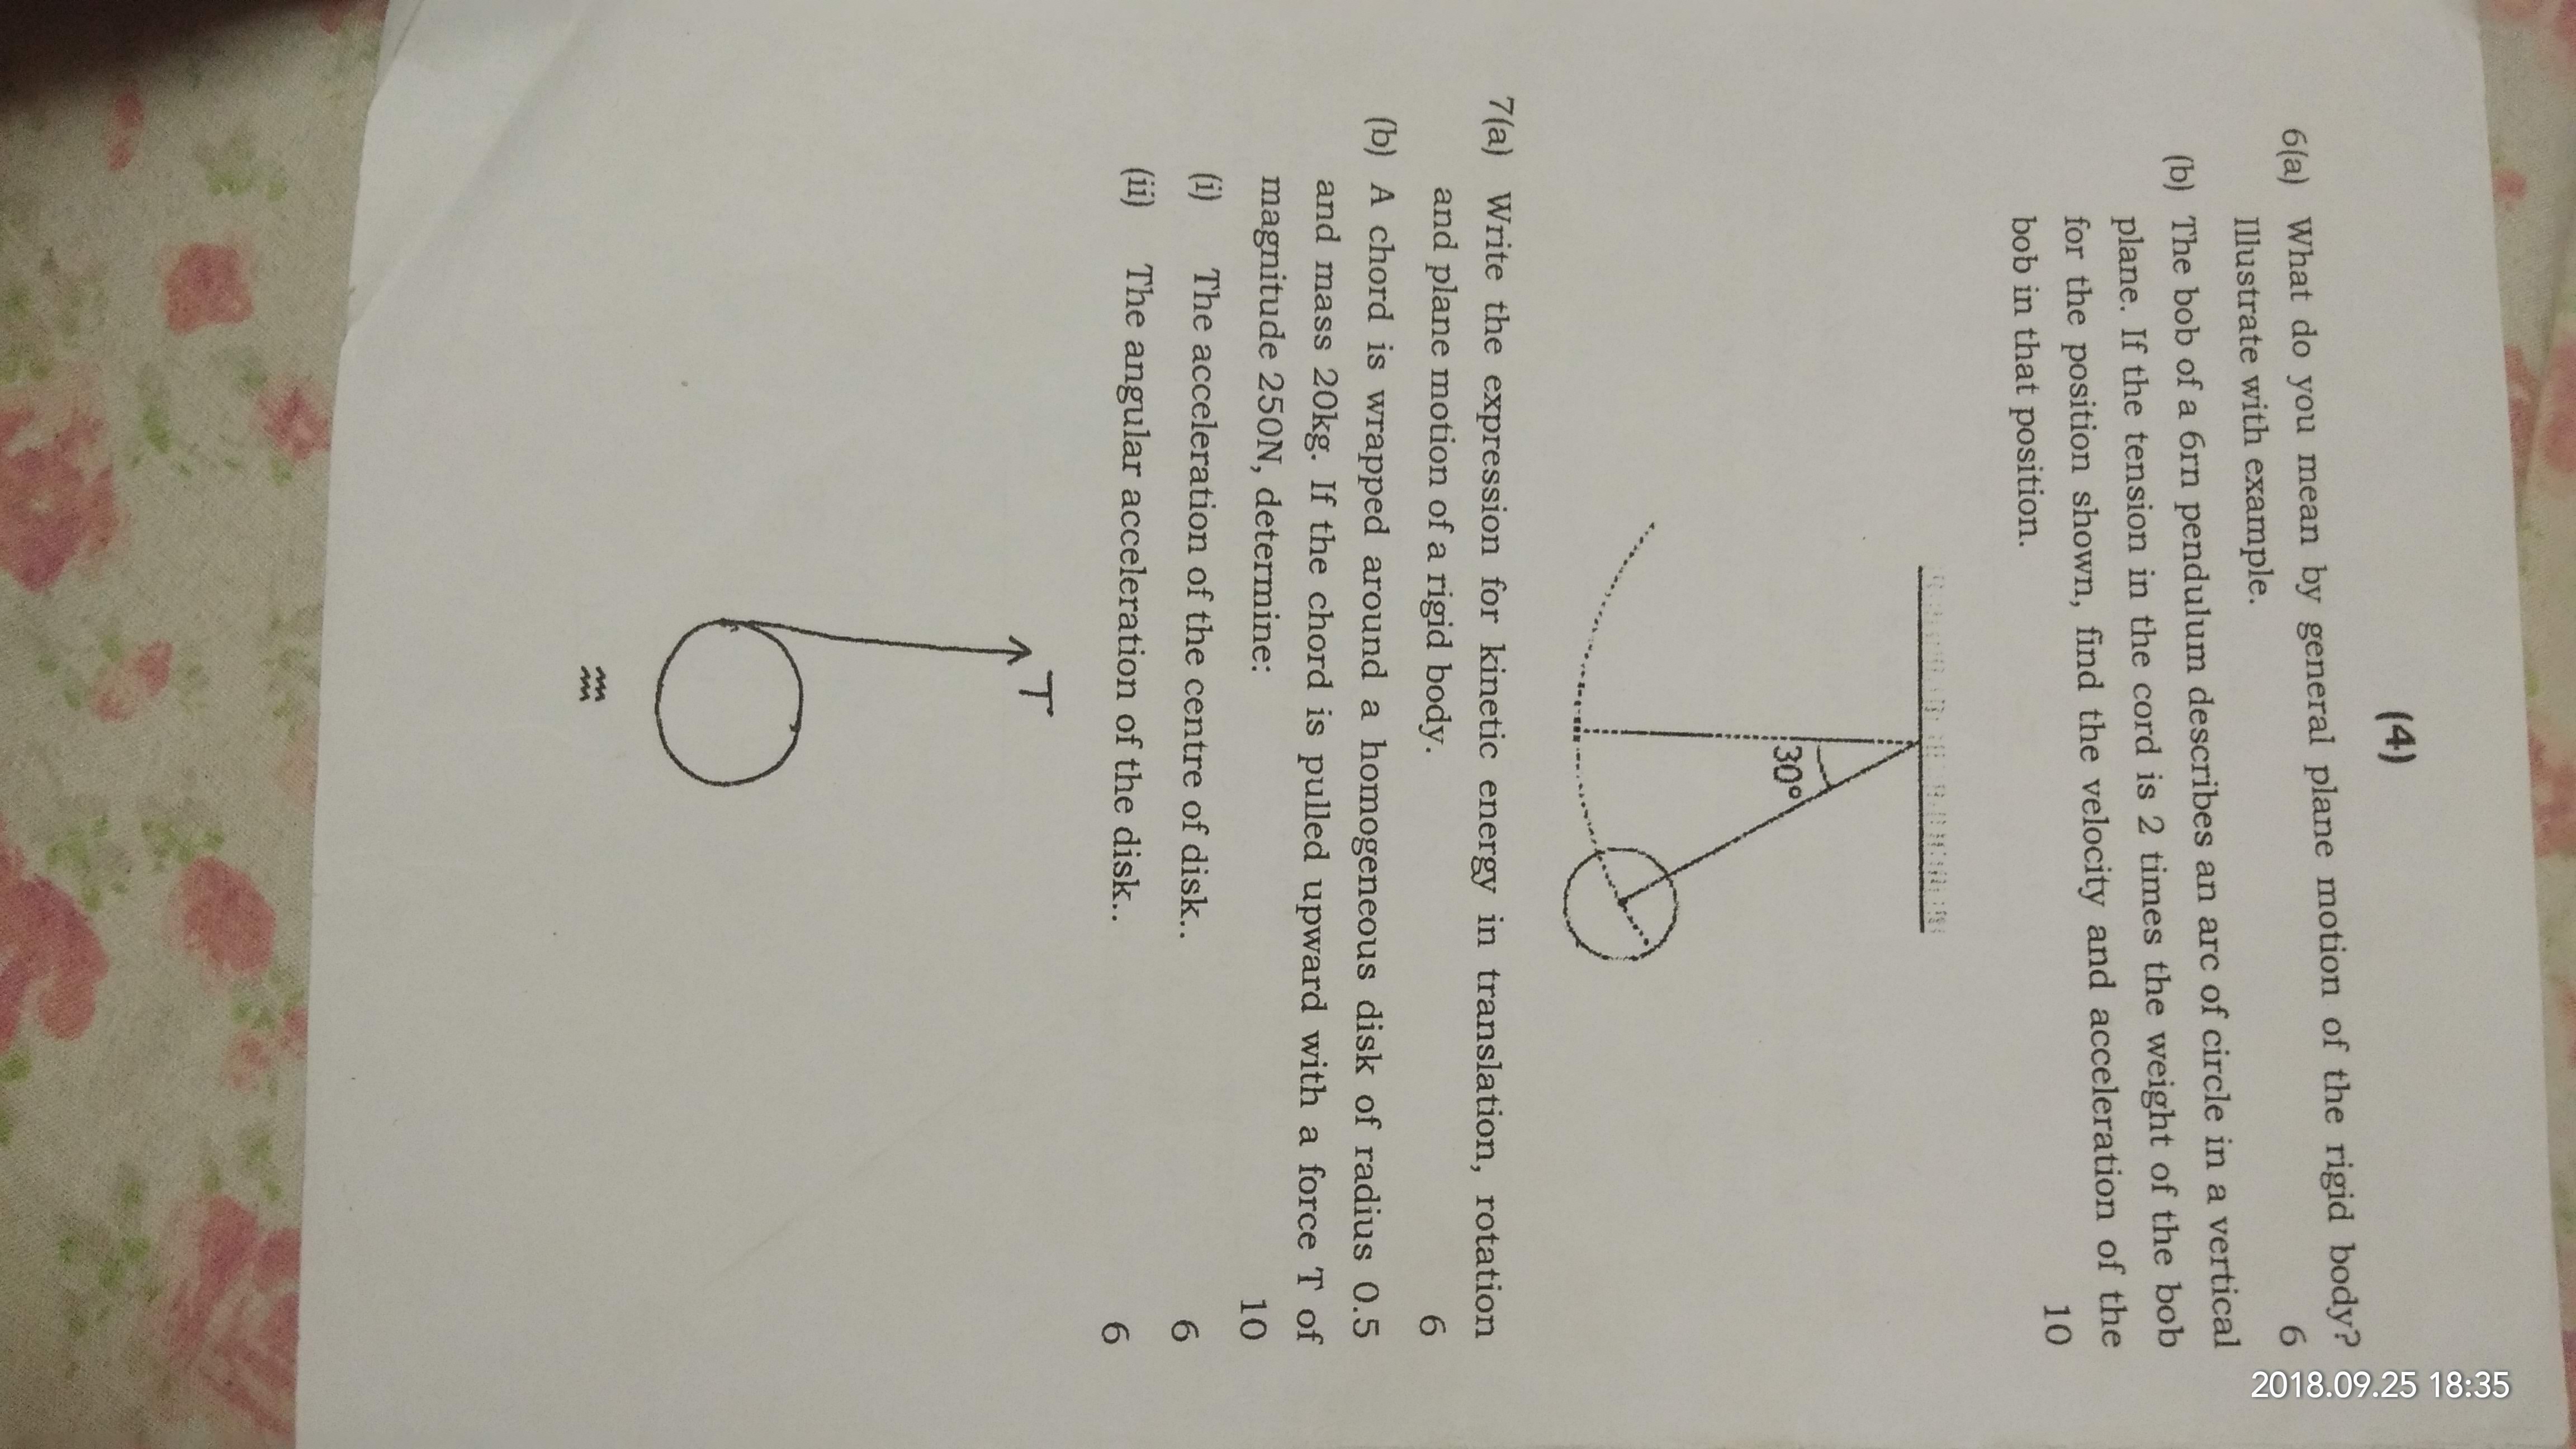 2018.09.25 18:35
(4)
6(a) What do you mean by general plane motion of the rigid body?
Illustrate with example. 6
(b) The bob of a 6rn pendulum describes an arc of circle in a vertical
plane. If the tension in the cord is 2 times the weight of the bob
for the position shown, find the velocity and acceleration of the
bob in that position. 10
30°
7(a) Write the expression for kinetic energy in translation, rotation
and plane motion of a rigid body. 6
(b) A chord is wrapped around a homogeneous disk of radius 0.5
and mass 20kg. If the chord is pulled upward with a force T of
magnitude 250N, determine: 10
(i) The acceleration of the centre of disk.. 6
(ii) The angular acceleration of the disk.. 6
T